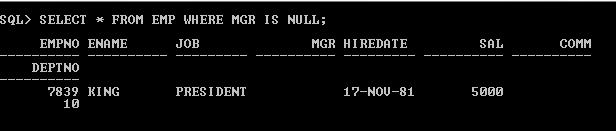 SQL> SELECT * FROM EMP WHERE MGR IS NULL;
EMPNO ENAME JOB MGR HIREDATE SAL COMM
DEPTNO
7839 KING PRESIDENT 17-NOV-81 5000
10